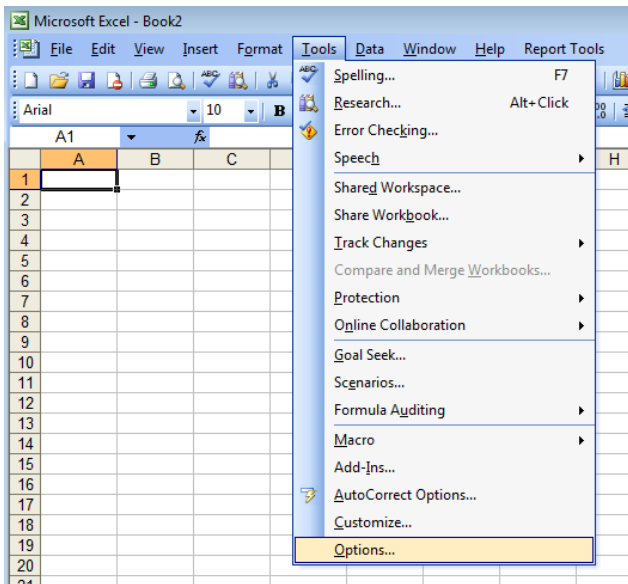 Microsoft Excel - Book2
File Edit View Insert Format Tools Data Window Help Report Tools
ABC
Arial 10 B
A1 fx
A B C H
1
2
3
4
5
6
7
8
9
10
11
12
13
14
15
16
17
18
19
20
ABC Spelling... F7
Research... Alt+Click
Error Checking...
Speech
Shared Workspace...
Share Workbook...
Track Changes
Compare and Merge Workbooks...
Protection
Online Collaboration
Goal Seek...
Scenarios...
Formula Auditing
Macro
Add-Ins...
AutoCorrect Options...
Customize...
Options...